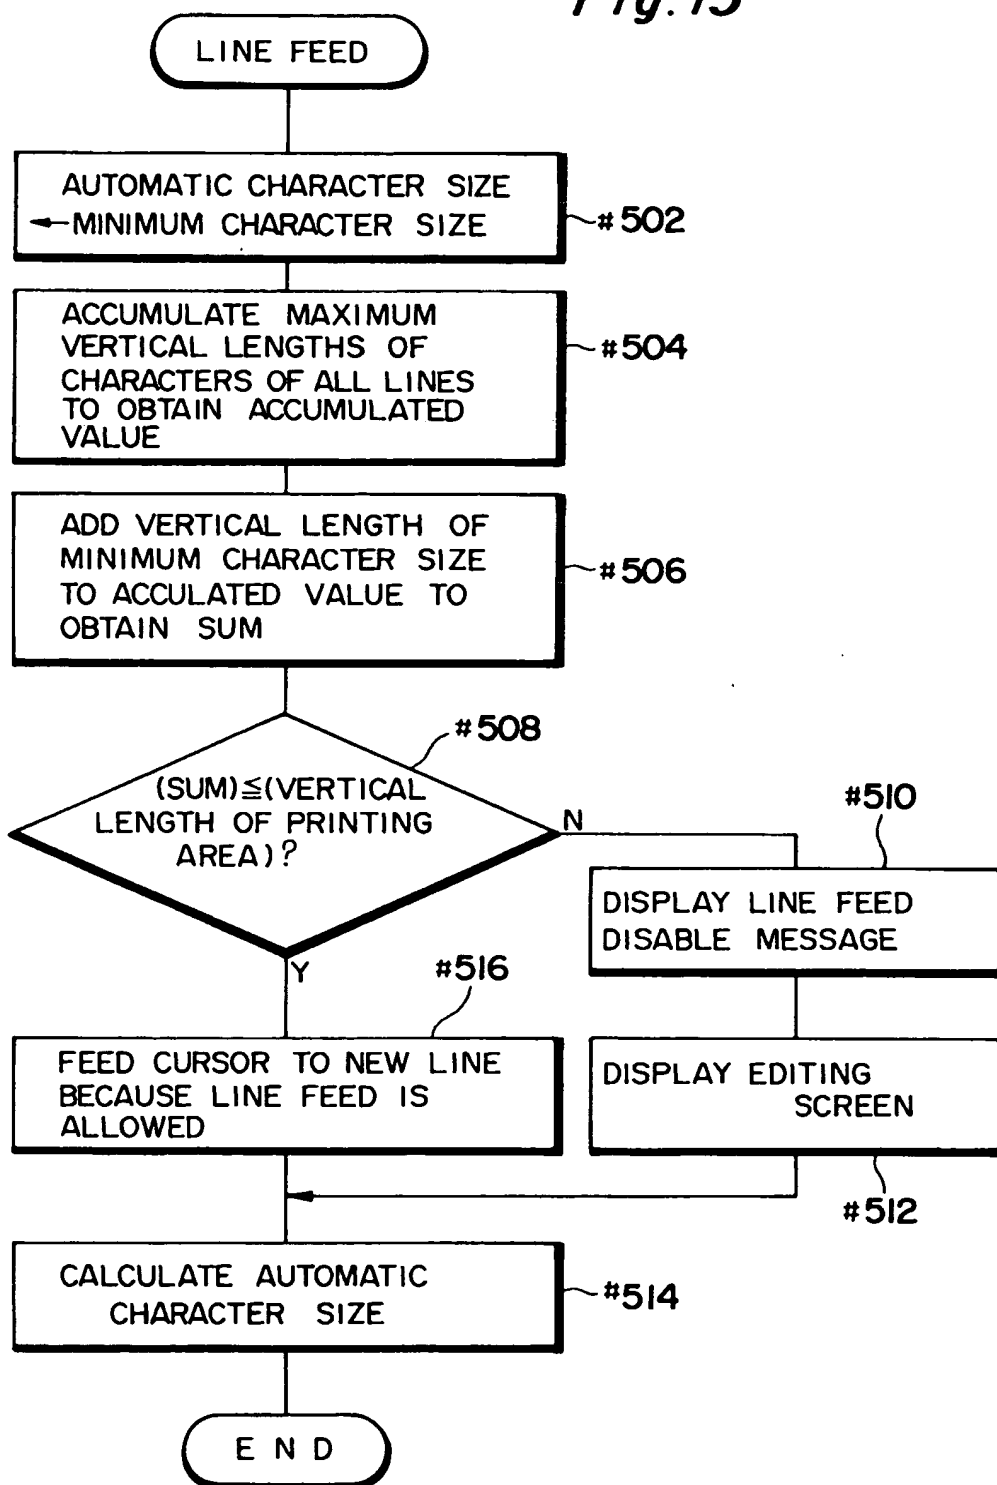 Fig. 15
LINE FEED
AUTOMATIC CHARACTER SIZE
←MINIMUM CHARACTER SIZE
#502
ACCUMULATE MAXIMUM
VERTICAL LENGTHS OF
CHARACTERS OF ALL LINES
TO OBTAIN ACCUMULATED
VALUE
#504
ADD VERTICAL LENGTH OF
MINIMUM CHARACTER SIZE
TO ACCULATED VALUE TO
OBTAIN SUM
#506
#508
(SUM)≦(VERTICAL
LENGTH OF PRINTING
AREA)?
N
Y
#510
DISPLAY LINE FEED
DISABLE MESSAGE
#516
FEED CURSOR TO NEW LINE
BECAUSE LINE FEED IS
ALLOWED
DISPLAY EDITING
SCREEN
#512
CALCULATE AUTOMATIC
CHARACTER SIZE
#514
END